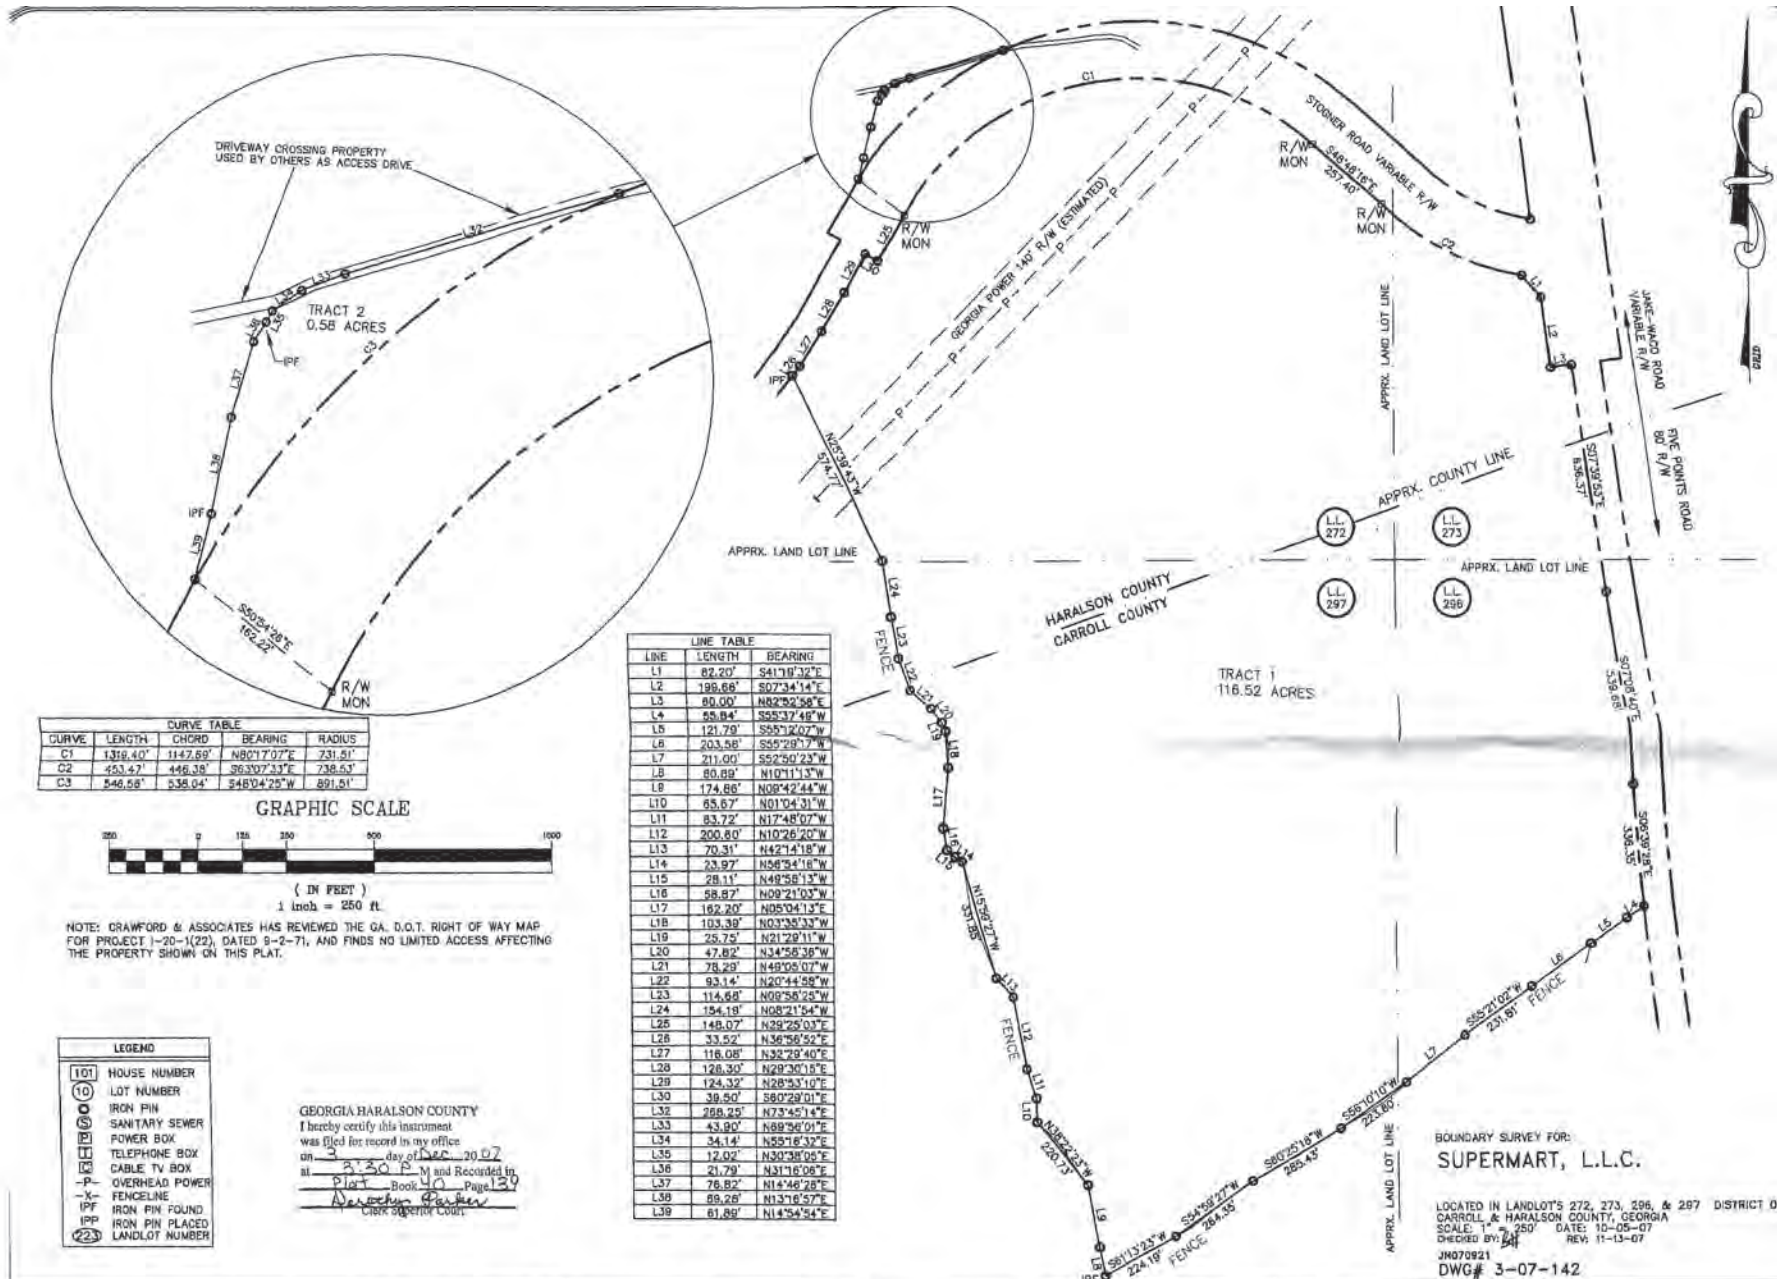 DRIVEWAY CROSSING PROPERTY
USED BY OTHERS AS ACCESS DRIVE
L32
L33
L34
L35
L36
TRACT 2
0.58 ACRES
IPF
C3
L37
L38
IPF
L39
S50°54'26"E
162.22'
R/W
MON
CURVE TABLE
CURVE LENGTH CHORD BEARING RADIUS
C1 1319.40' 1147.59' N80°17'07"E 731.51'
C2 453.47' 446.38' S63°07'33"E 738.53'
C3 546.56' 538.04' S48°04'25"W 891.51'
GRAPHIC SCALE
250 0 125 250 500 1000
( IN FEET )
1 inch = 250 ft.
NOTE: CRAWFORD & ASSOCIATES HAS REVIEWED THE GA. D.O.T. RIGHT OF WAY MAP
FOR PROJECT I-20-1(22), DATED 9-2-71, AND FINDS NO LIMITED ACCESS AFFECTING
THE PROPERTY SHOWN ON THIS PLAT.
LEGEND
101 HOUSE NUMBER
10 LOT NUMBER
IRON PIN
S SANITARY SEWER
P POWER BOX
T TELEPHONE BOX
C CABLE TV BOX
-P- OVERHEAD POWER
-X- FENCELINE
IPF IRON PIN FOUND
IPP IRON PIN PLACED
223 LANDLOT NUMBER
GEORGIA HARALSON COUNTY
I hereby certify this instrument
was filed for record in my office
on 3 day of Dec. 2007
at 3:30 P M and Recorded in
Plat Book 40 Page 139
Dorothy Parker
Clerk Superior Court
LINE TABLE
LINE LENGTH BEARING
L1 82.20' S41°19'32"E
L2 199.66' S07°34'14"E
L3 60.00' N82°52'58"E
L4 55.84' S55°37'49"W
L5 121.79' S55°12'07"W
L6 203.56' S55°29'17"W
L7 211.00' S52°50'23"W
L8 80.89' N10°11'13"W
L9 174.86' N09°42'44"W
L10 65.67' N01°04'31"W
L11 83.72' N17°48'07"W
L12 200.60' N10°26'20"W
L13 70.31' N42°14'18"W
L14 23.97' N56°54'16"W
L15 28.11' N49°58'13"W
L16 58.87' N09°21'03"W
L17 162.20' N05°04'13"E
L18 103.39' N03°35'33"W
L19 25.75' N21°29'11"W
L20 47.82' N34°56'36"W
L21 78.29' N49°05'07"W
L22 93.14' N20°44'58"W
L23 114.68' N09°56'25"W
L24 154.19' N08°21'54"W
L25 148.07' N29°25'03"E
L26 33.52' N36°56'52"E
L27 116.08' N32°29'40"E
L28 126.30' N29°30'15"E
L29 124.32' N28°53'10"E
L30 39.50' S60°29'01"E
L32 268.25' N73°45'14"E
L33 43.90' N69°56'01"E
L34 34.14' N55°16'32"E
L35 12.02' N30°38'05"E
L36 21.79' N31°16'06"E
L37 76.82' N14°46'28"E
L38 69.26' N13°16'57"E
L39 61.89' N14°54'54"E
C1
STOGNER ROAD VARIABLE R/W
R/W
MON
S48°48'16"E
257.40'
R/W
MON
C2
R/W
MON
L25
L30
L29
L28
L27
L26
IPF
GEORGIA POWER 140' R/W (ESTIMATED)
P
P
P
P
P
P
P
P
N25°39'43"W
574.77'
L1
L2
L3
APPRX. LAND LOT LINE
JAKE-WACO ROAD
VARIABLE R/W
FIVE POINTS ROAD
80' R/W
GRID
S07°39'53"E
836.37'
APPRX. COUNTY LINE
L.L.
272
L.L.
273
APPRX. LAND LOT LINE
APPRX. LAND LOT LINE
L.L.
297
L.L.
296
HARALSON COUNTY
CARROLL COUNTY
L24
L23
FENCE
L22
L21
L20
L19
L18
L17
L16
L15
L14
TRACT 1
116.52 ACRES
S07°08'40"E
539.68'
S06°39'28"E
336.35'
N15°59'27"W
331.85'
L13
L12
FENCE
L11
L10
N38°22'23"W
220.73'
L9
L8
IPF
L4
L5
L6
FENCE
S55°21'02"W
231.81'
L7
S56°10'10"W
223.80'
S60°25'18"W
285.43'
S54°59'27"W
264.35'
S61°13'23"W
224.19'
FENCE
APPRX. LAND LOT LINE
BOUNDARY SURVEY FOR:
SUPERMART, L.L.C.
LOCATED IN LANDLOT'S 272, 273, 296, & 297 DISTRICT O
CARROLL & HARALSON COUNTY, GEORGIA
SCALE: 1" = 250' DATE: 10-05-07
CHECKED BY: REV: 11-13-07
JN070921
DWG# 3-07-142